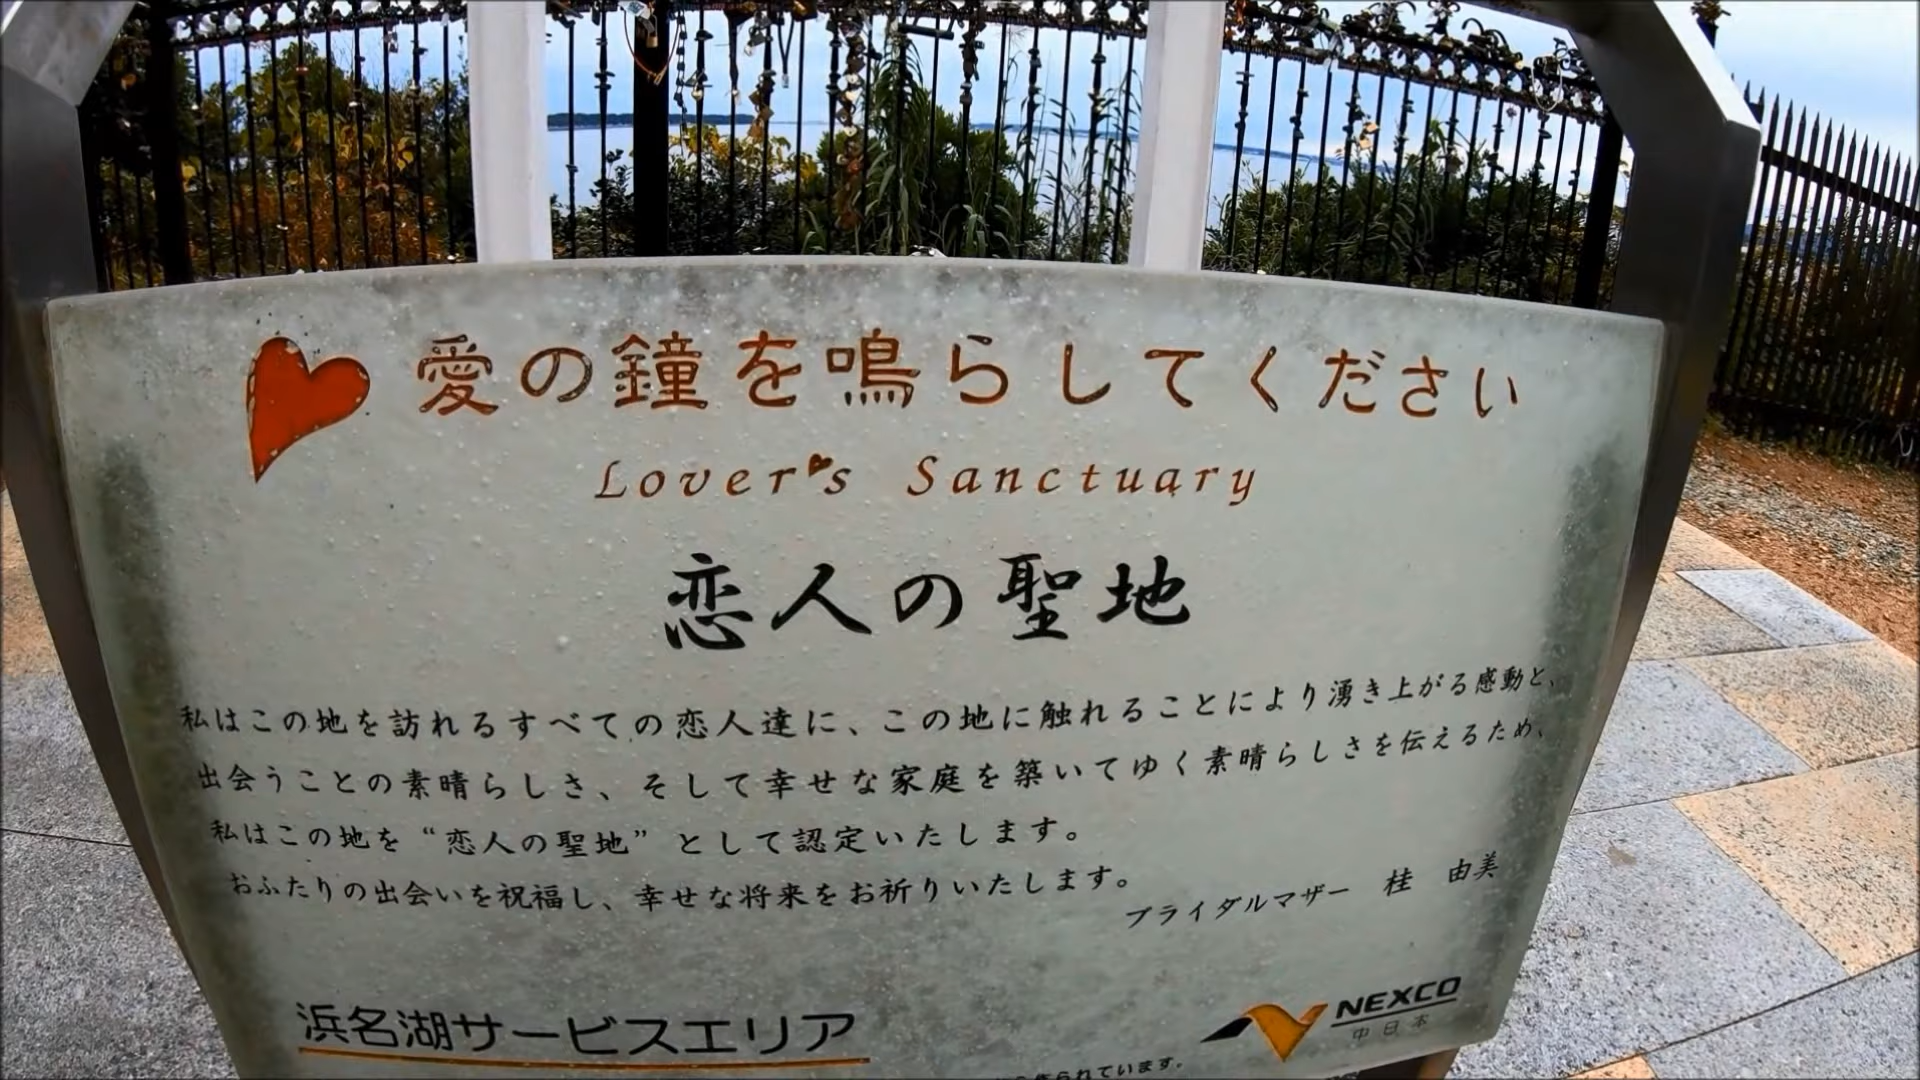 愛の鐘を鳴らしてください
Lover's Sanctuary
恋人の聖地
私はこの地を訪れるすべての恋人達に、この地に触れることにより湧き上がる感動と、
出会うことの素晴らしさ、そして幸せな家庭を築いてゆく素晴らしさを伝えるため、
私はこの地を“恋人の聖地”として認定いたします。
おふたりの出会いを祝福し、幸せな将来をお祈りいたします。
ブライダルマザー 桂 由美
浜名湖サービスエリア
NEXCO
中日本
られています。